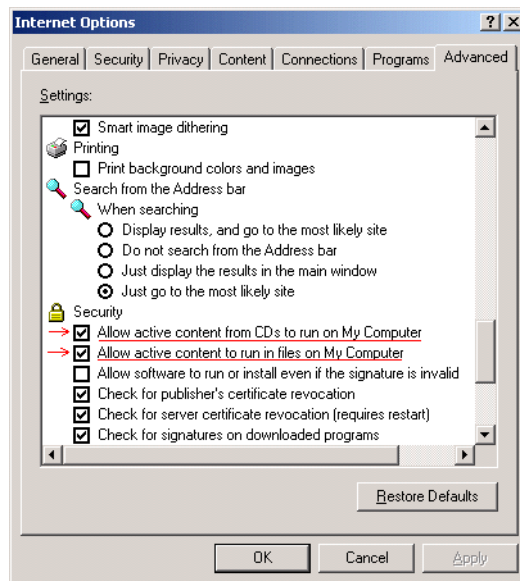 Internet Options
General Security Privacy Content Connections Programs Advanced
Settings:
Smart image dithering
Printing
Print background colors and images
Search from the Address bar
When searching
Display results, and go to the most likely site
Do not search from the Address bar
Just display the results in the main window
Just go to the most likely site
Security
Allow active content from CDs to run on My Computer
Allow active content to run in files on My Computer
Allow software to run or install even if the signature is invalid
Check for publisher's certificate revocation
Check for server certificate revocation (requires restart)
Check for signatures on downloaded programs
Restore Defaults
OK Cancel Apply